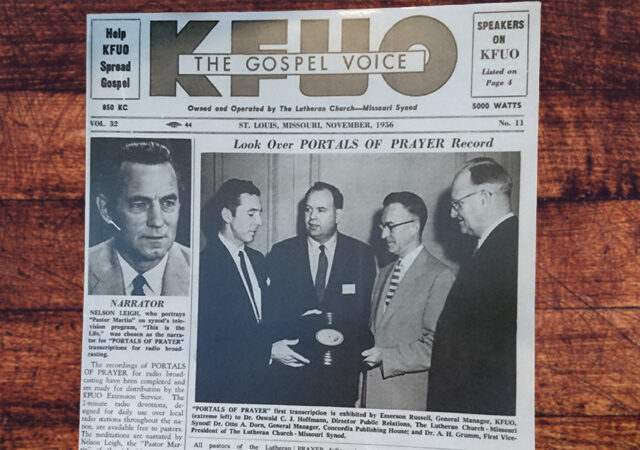 Help
KFUO
Spread
Gospel
850 KC
KFUO
THE GOSPEL VOICE
Owned and Operated by The Lutheran Church—Missouri Synod
SPEAKERS
ON
KFUO
Listed on
Page 4
5000 WATTS
VOL. 32
44
ST. LOUIS, MISSOURI, NOVEMBER, 1956
No. 11
Look Over PORTALS OF PRAYER Record
NARRATOR
NELSON LEIGH, who portrays
"Pastor Martin" on synod's tele-
vision program, "This is the
Life," was chosen as the narra-
tor for "PORTALS OF PRAYER"
transcriptions for radio broad-
casting.
The recordings of PORTALS
OF PRAYER for radio broad-
casting have been completed and
are ready for distribution by the
KFUO Extension Service. The
2-minute radio devotions, de-
signed for daily use over local
radio stations throughout the na-
tion, are available free to pastors.
The meditations are narrated by
Nelson Leigh, the "Pastor Mar-
"PORTALS OF PRAYER" first transcription is exhibited by Emerson Russell, General Manager, KFUO,
(extreme left) to Dr. Oswald C. J. Hoffmann, Director Public Relations, The Lutheran Church - Missouri
Synod; Dr. Otto A. Dorn, General Manager, Concordia Publishing House; and Dr. A. H. Grumm, First Vice-
President of The Lutheran Church - Missouri Synod.
All pastors of the Lutheran